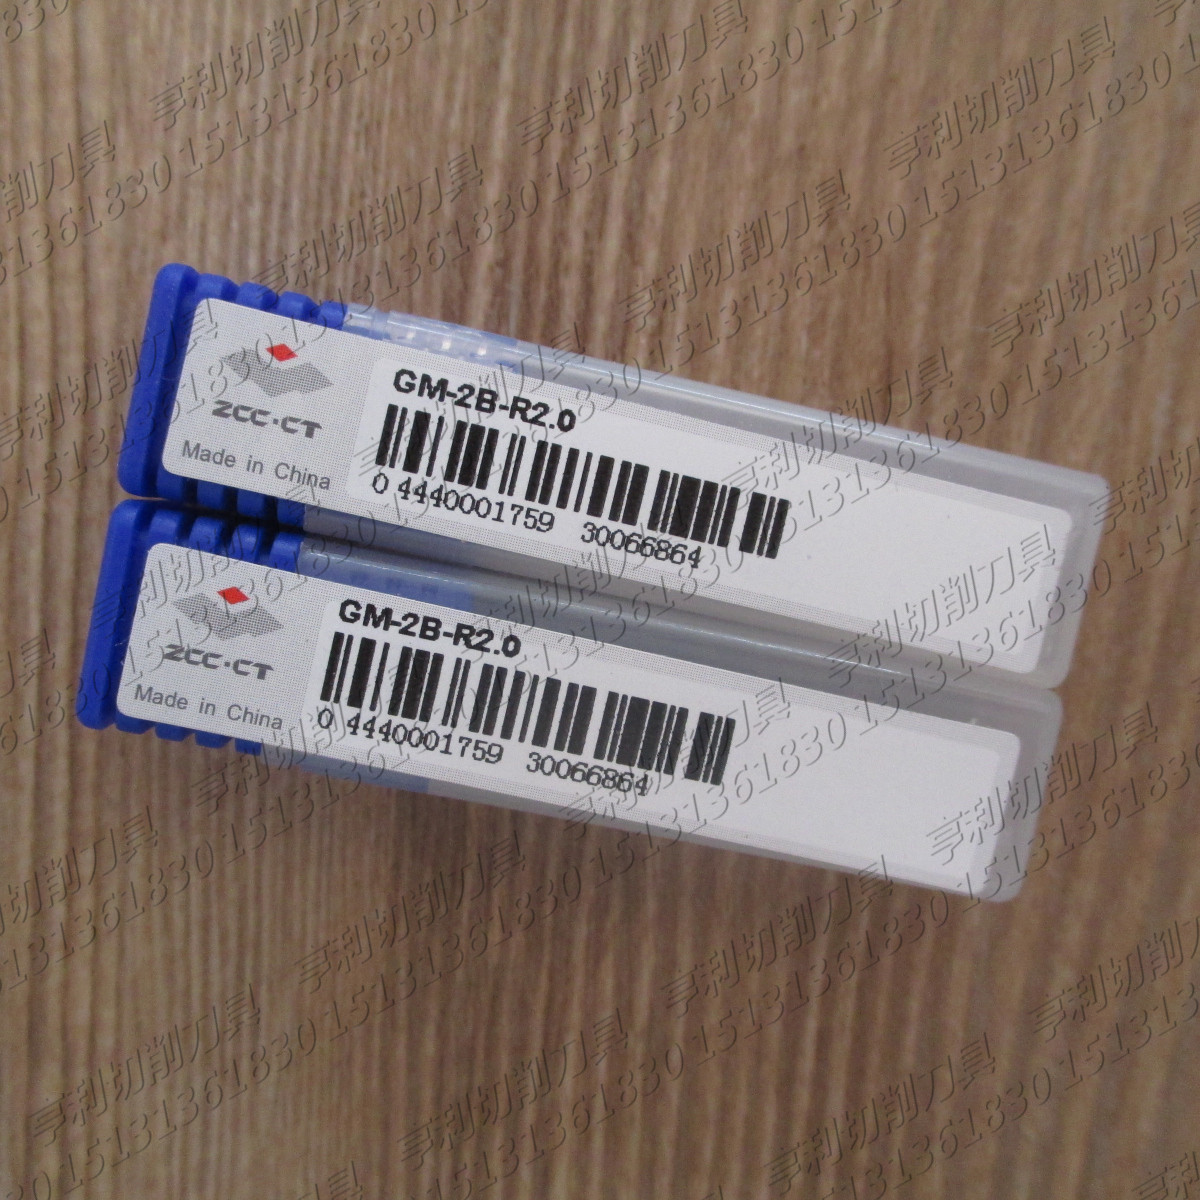 GM-2B-R2.0
ZCC·CT
Made in China
0 4440001759 30066864
GM-2B-R2.0
ZCC·CT
Made in China
0 4440001759 30066864
亨利切削刀具
15131361830